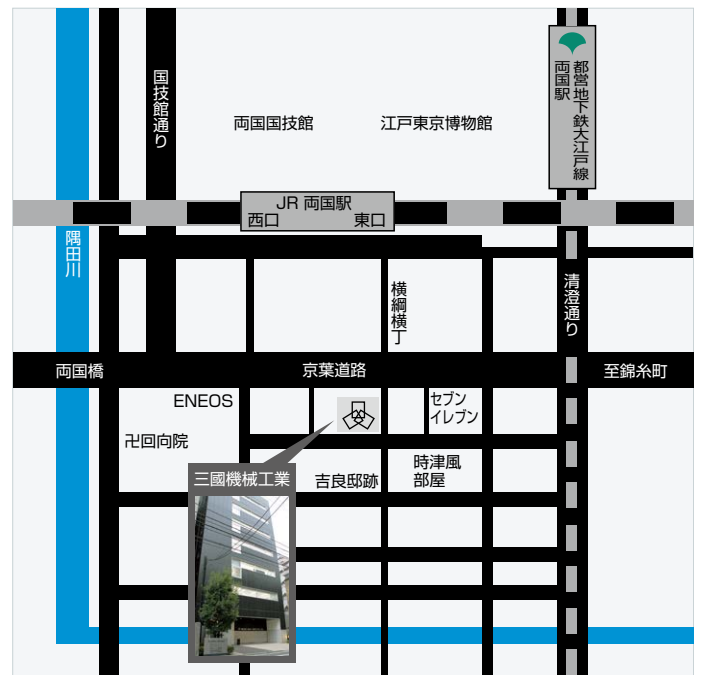 国技館通り
両国国技館
江戸東京博物館
都営地下鉄大江戸線
両国駅
JR 両国駅
西口
東口
隅田川
横綱横丁
清澄通り
両国橋
京葉道路
至錦糸町
ENEOS
セブン
イレブン
卍回向院
三國機械工業
吉良邸跡
時津風
部屋